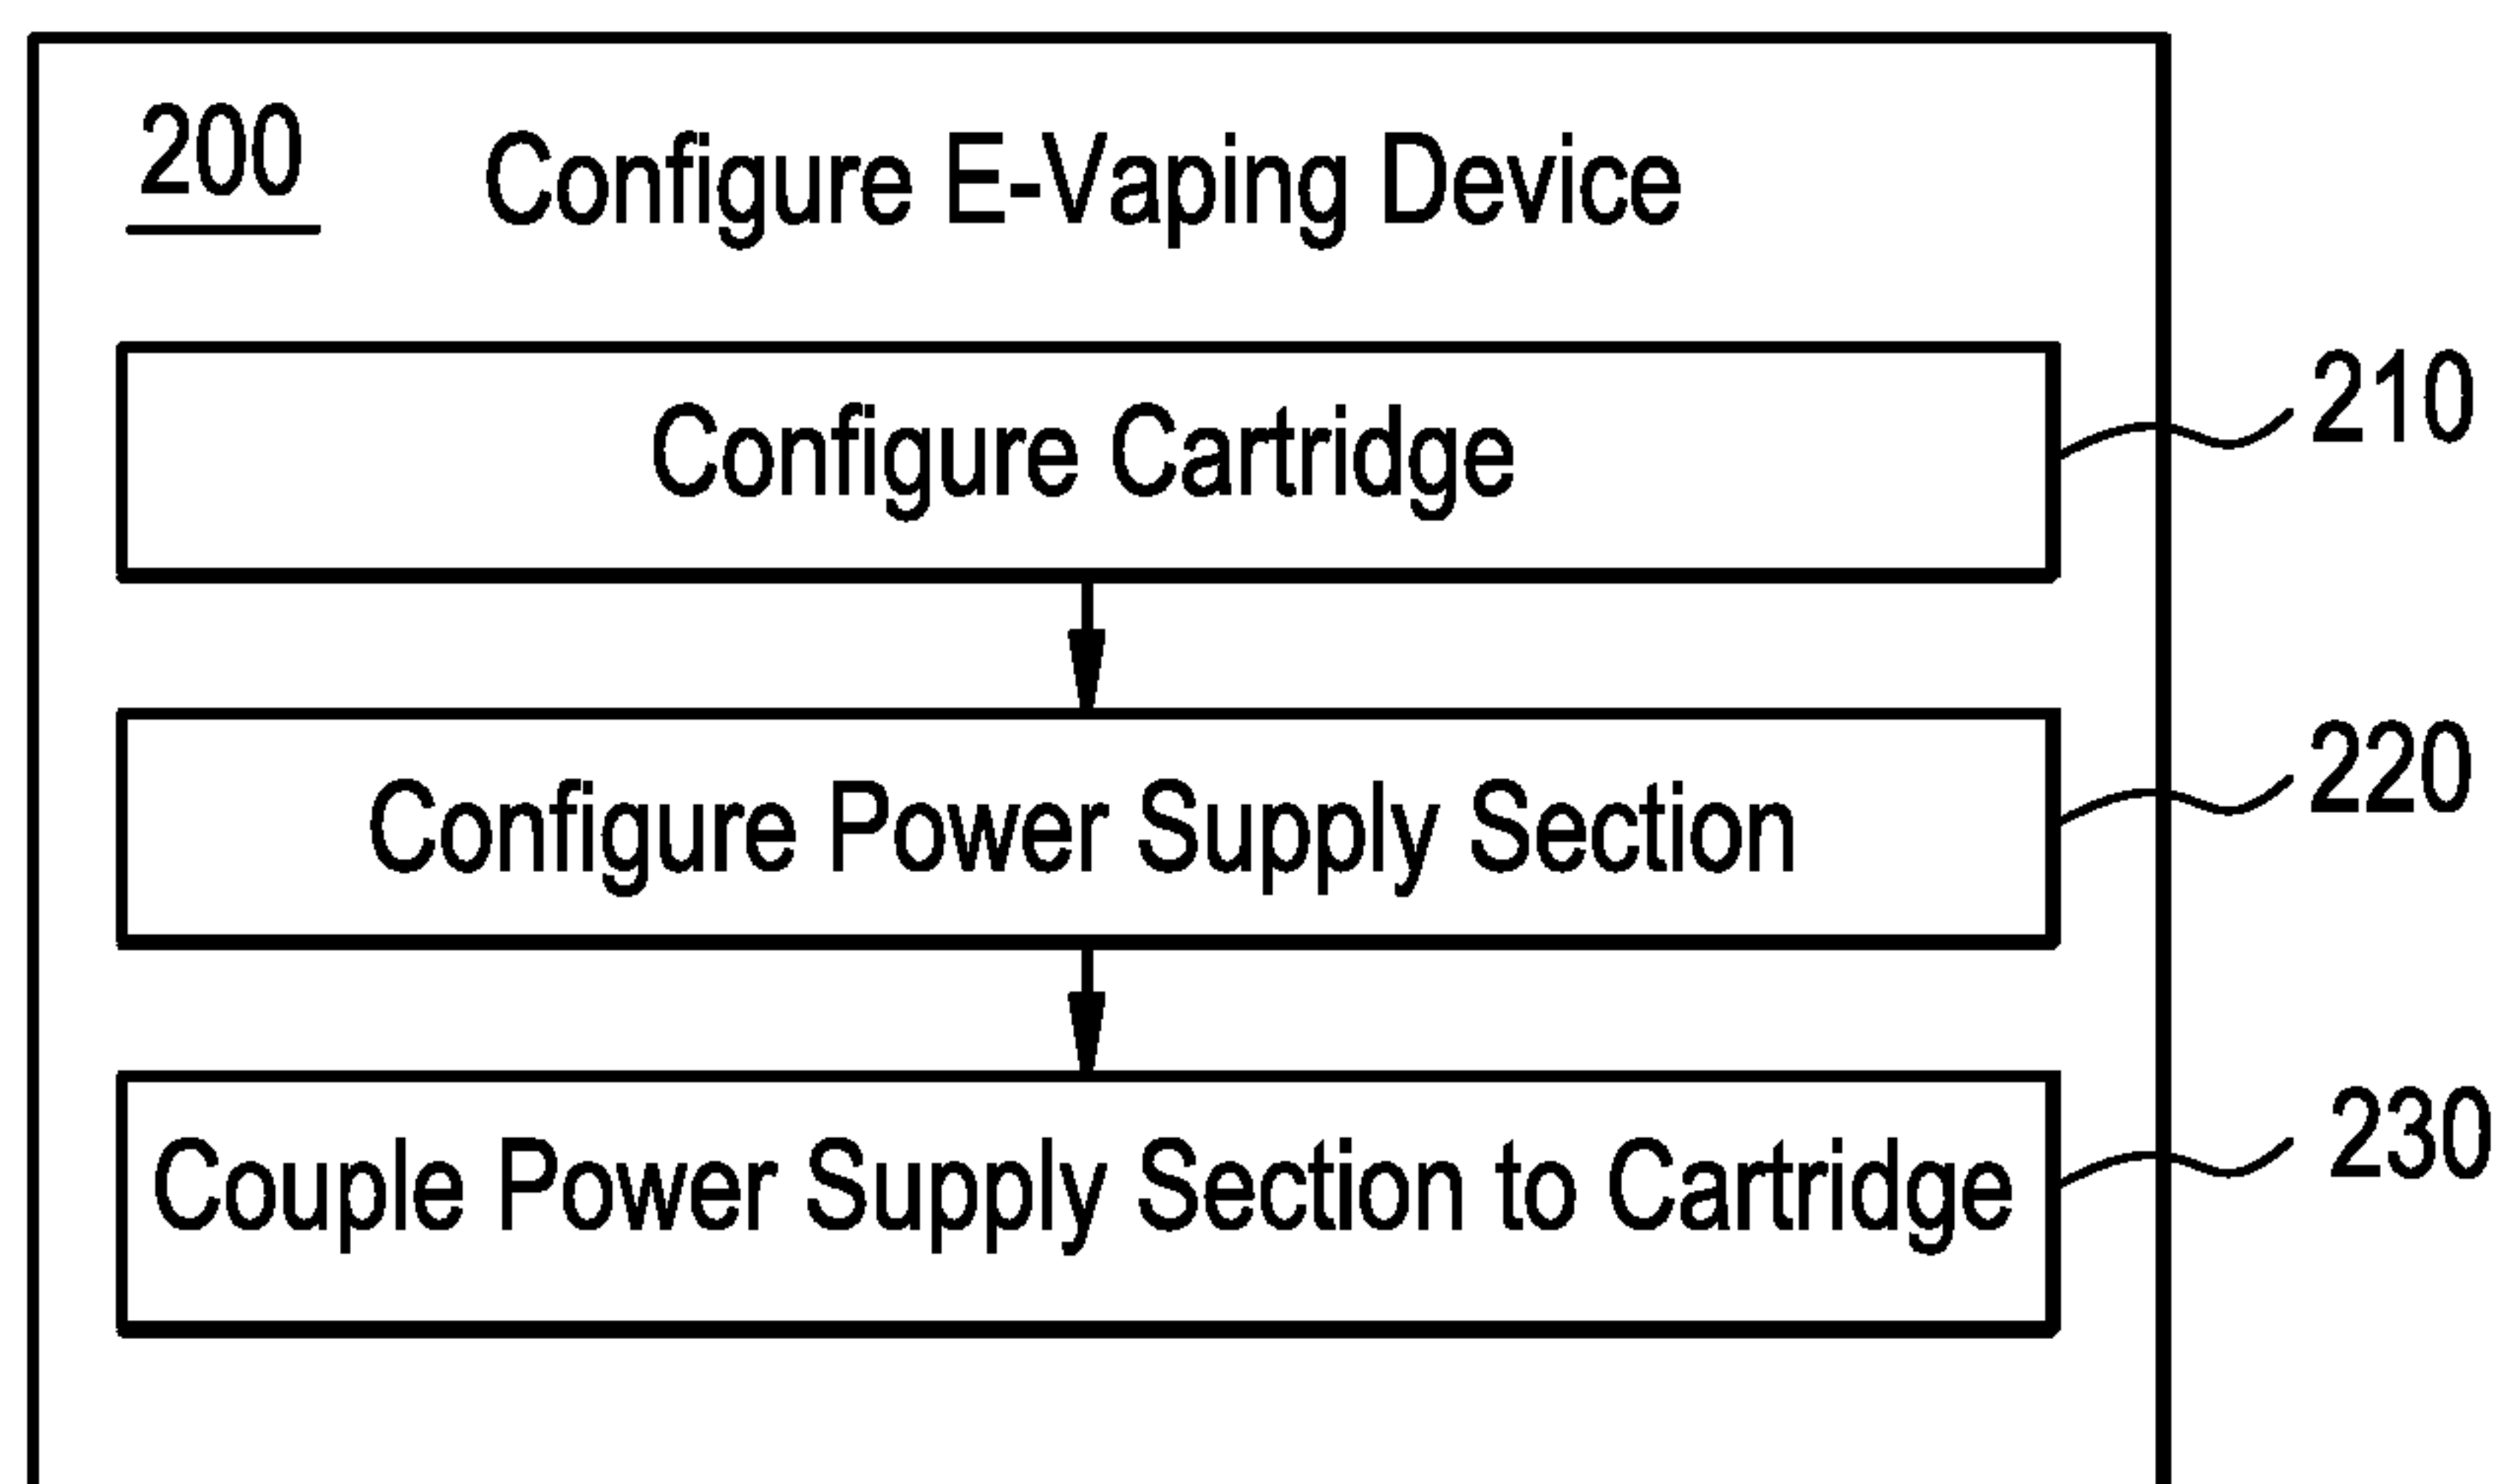 200 Configure E-Vaping Device
Configure Cartridge 210
Configure Power Supply Section 220
Couple Power Supply Section to Cartridge 230